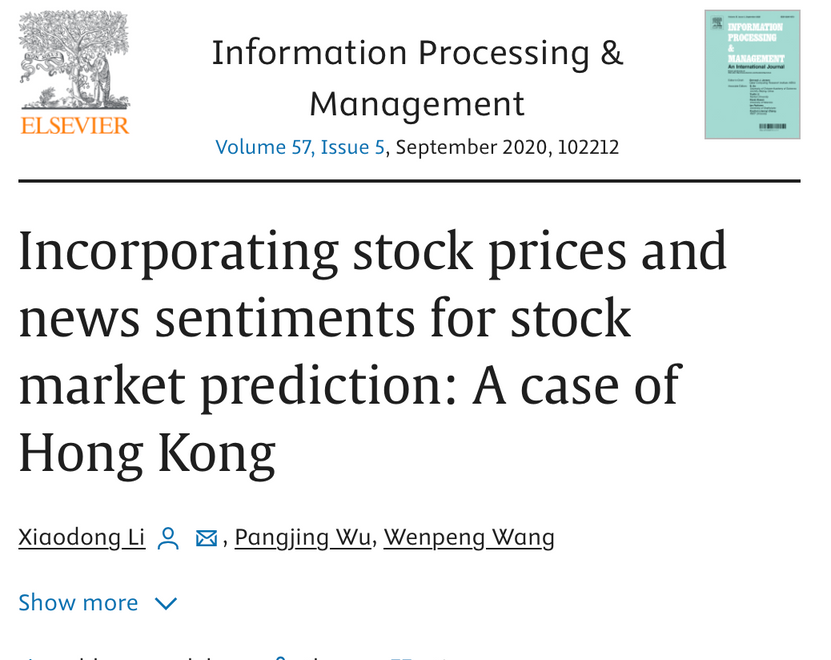 ELSEVIER
Information Processing &
Management
Volume 57, Issue 5, September 2020, 102212
INFORMATION
PROCESSING
&
MANAGEMENT
An International Journal
Incorporating stock prices and
news sentiments for stock
market prediction: A case of
Hong Kong
Xiaodong Li , Pangjing Wu, Wenpeng Wang
Show more